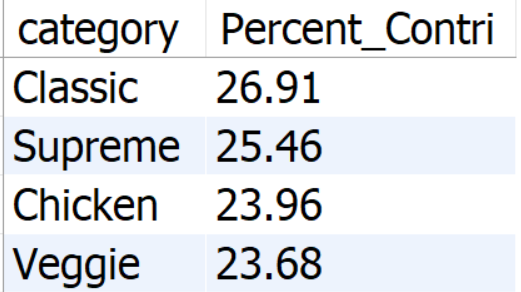 category Percent_Contri
Classic 26.91
Supreme 25.46
Chicken 23.96
Veggie 23.68